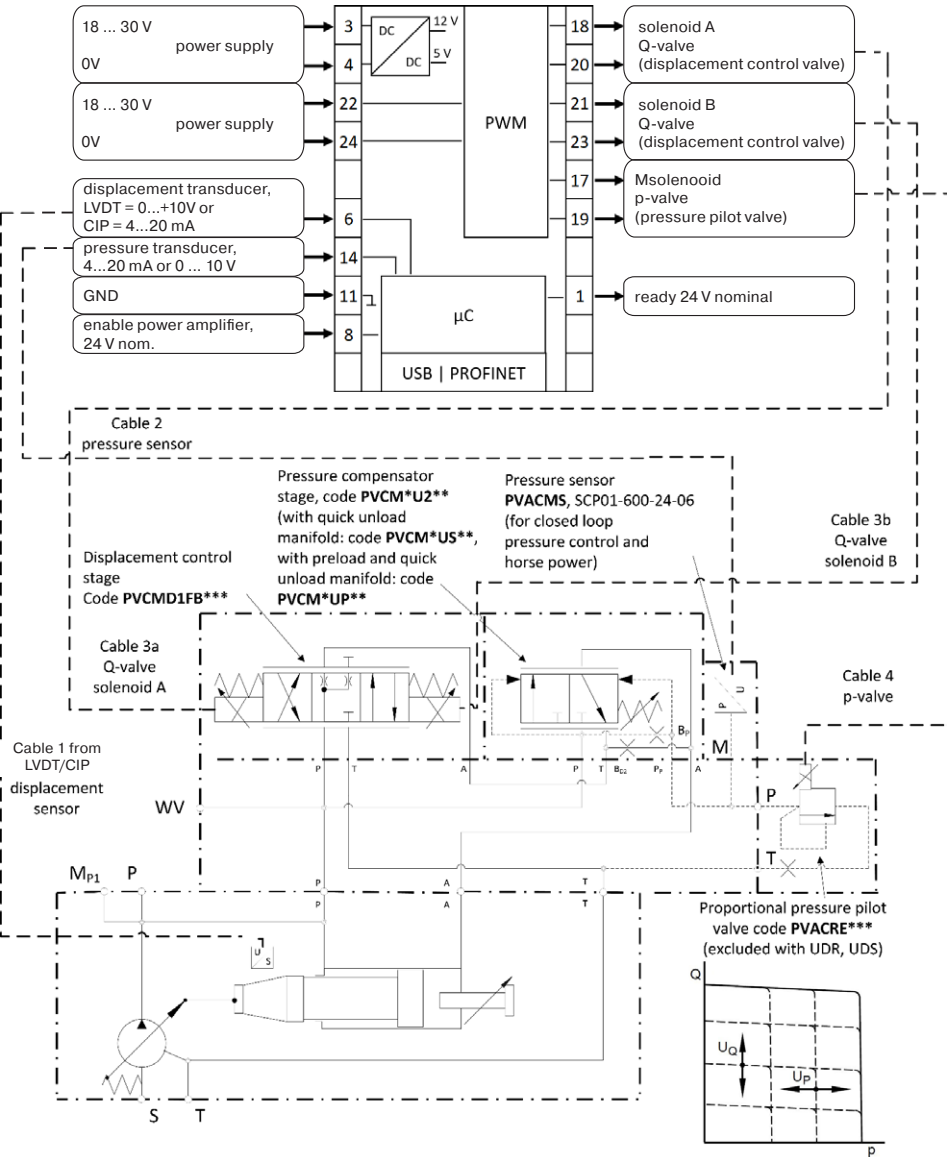 18 ... 30 V
power supply
0V
18 ... 30 V
power supply
0V
displacement transducer,
LVDT = 0...+10V or
CIP = 4...20 mA
pressure transducer,
4...20 mA or 0 ... 10 V
GND
enable power amplifier,
24 V nom.
3
4
22
24
6
14
11
8
DC
DC
12 V
5 V
PWM
µC
USB | PROFINET
18
20
21
23
17
19
1
solenoid A
Q-valve
(displacement control valve)
solenoid B
Q-valve
(displacement control valve)
Msolenooid
p-valve
(pressure pilot valve)
ready 24 V nominal
Cable 2
pressure sensor
Pressure compensator
stage, code PVCM*U2**
(with quick unload
manifold: code PVCM*US**,
with preload and quick
unload manifold: code
PVCM*UP**
Pressure sensor
PVACMS, SCP01-600-24-06
(for closed loop
pressure control and
horse power)
Cable 3b
Q-valve
solenoid B
Displacement control
stage
Code PVCMD1FB***
Cable 3a
Q-valve
solenoid A
Cable 4
p-valve
Cable 1 from
LVDT/CIP
displacement
sensor
P
U
BP
M
P
T
A
P
T
BD2
PP
A
WV
P
T
MP1
P
P
A
T
P
A
T
U
S
S
T
Proportional pressure pilot
valve code PVACRE***
(excluded with UDR, UDS)
Q
UQ
UP
p